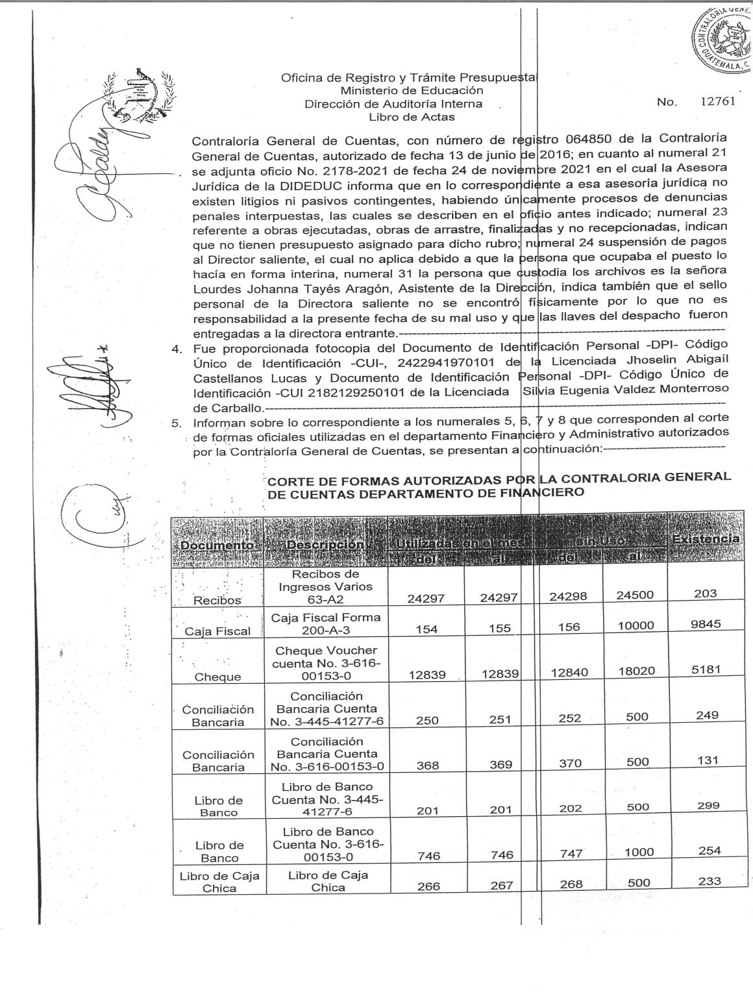 CONTRALORÍA GENE
GUATEMALA, C
Oficina de Registro y Trámite Presupuestal
Ministerio de Educación
Dirección de Auditoría Interna
Libro de Actas
No. 12761
Contraloría General de Cuentas, con número de registro 064850 de la Contraloría
General de Cuentas, autorizado de fecha 13 de junio de 2016; en cuanto al numeral 21
se adjunta oficio No. 2178-2021 de fecha 24 de noviembre 2021 en el cual la Asesora
Jurídica de la DIDEDUC informa que en lo correspondiente a esa asesoría jurídica no
existen litigios ni pasivos contingentes, habiendo únicamente procesos de denuncias
penales interpuestas, las cuales se describen en el oficio antes indicado; numeral 23
referente a obras ejecutadas, obras de arrastre, finalizadas y no recepcionadas, indican
que no tienen presupuesto asignado para dicho rubro; numeral 24 suspensión de pagos
al Director saliente, el cual no aplica debido a que la persona que ocupaba el puesto lo
hacía en forma interina, numeral 31 la persona que custodia los archivos es la señora
Lourdes Johanna Tayés Aragón, Asistente de la Dirección, indica también que el sello
personal de la Directora saliente no se encontró físicamente por lo que no es
responsabilidad a la presente fecha de su mal uso y que las llaves del despacho fueron
entregadas a la directora entrante.---
4. Fue proporcionada fotocopia del Documento de Identificación Personal -DPI- Código
Único de Identificación -CUI-, 2422941970101 de la Licenciada Jhoselin Abigaíl
Castellanos Lucas y Documento de Identificación Personal -DPI- Código Único de
Identificación -CUI 2182129250101 de la Licenciada Silvia Eugenia Valdez Monterroso
de Carballo.---
5. Informan sobre lo correspondiente a los numerales 5, 6, 7 y 8 que corresponden al corte
de formas oficiales utilizadas en el departamento Financiero y Administrativo autorizados
por la Contraloría General de Cuentas, se presentan a continuación:---
CORTE DE FORMAS AUTORIZADAS POR LA CONTRALORIA GENERAL
DE CUENTAS DEPARTAMENTO DE FINANCIERO
Documento Descripción Utilizadas en el mes sin Uso Existencia
del al del al
Recibos de
Ingresos Varios
Recibos 63-A2 24297 24297 24298 24500 203
Caja Fiscal Forma
Caja Fiscal 200-A-3 154 155 156 10000 9845
Cheque Voucher
cuenta No. 3-616-
Cheque 00153-0 12839 12839 12840 18020 5181
Conciliación
Conciliación Bancaria Cuenta
Bancaria No. 3-445-41277-6 250 251 252 500 249
Conciliación
Conciliación Bancaria Cuenta
Bancaria No. 3-616-00153-0 368 369 370 500 131
Libro de Banco
Libro de Cuenta No. 3-445-
Banco 41277-6 201 201 202 500 299
Libro de Banco
Libro de Cuenta No. 3-616-
Banco 00153-0 746 746 747 1000 254
Libro de Caja Libro de Caja
Chica Chica 266 267 268 500 233